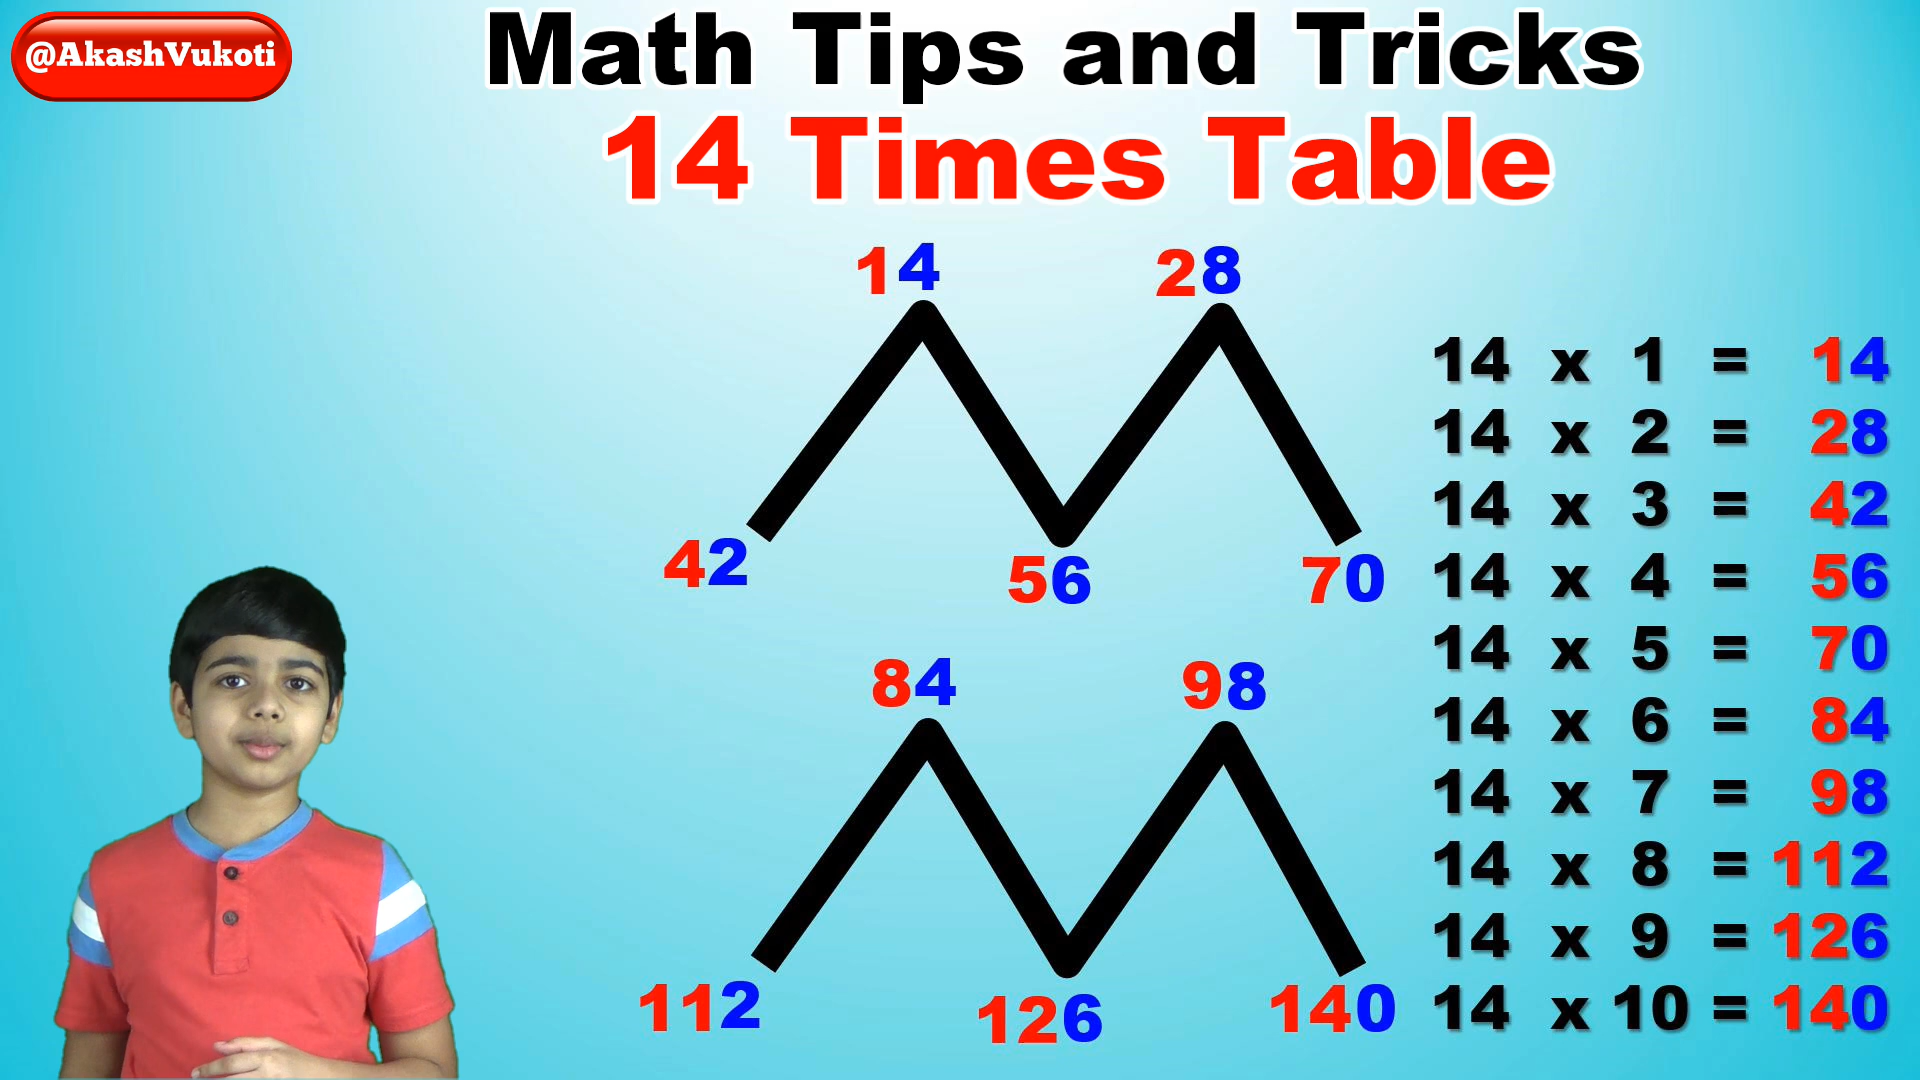 @AkashVukoti
Math Tips and Tricks
14 Times Table
14 28
42 56 70
84 98
112 126 140
14 x 1 = 14
14 x 2 = 28
14 x 3 = 42
14 x 4 = 56
14 x 5 = 70
14 x 6 = 84
14 x 7 = 98
14 x 8 = 112
14 x 9 = 126
14 x 10 = 140